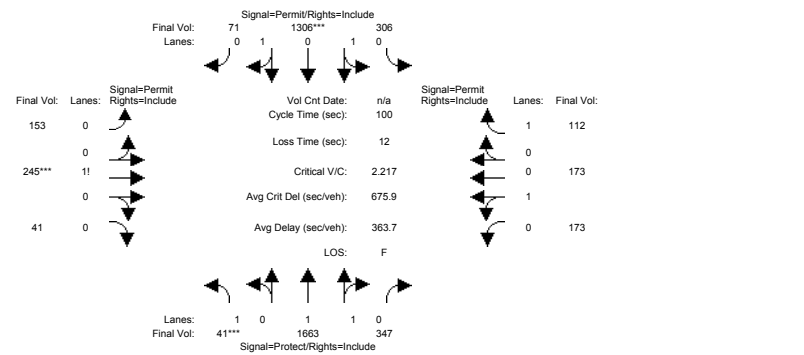 Signal=Permit/Rights=Include
Final Vol: 71 1306*** 306
Lanes: 0 1 0 1 0
Signal=Permit
Final Vol: Lanes: Rights=Include
Vol Cnt Date: n/a
Signal=Permit
Rights=Include Lanes: Final Vol:
Cycle Time (sec): 100
153 0
1 112
Loss Time (sec): 12
0
0
245*** 1!
Critical V/C: 2.217
0 173
0
Avg Crit Del (sec/veh): 675.9
1
41 0
Avg Delay (sec/veh): 363.7
0 173
LOS: F
Lanes: 1 0 1 1 0
Final Vol: 41*** 1663 347
Signal=Protect/Rights=Include